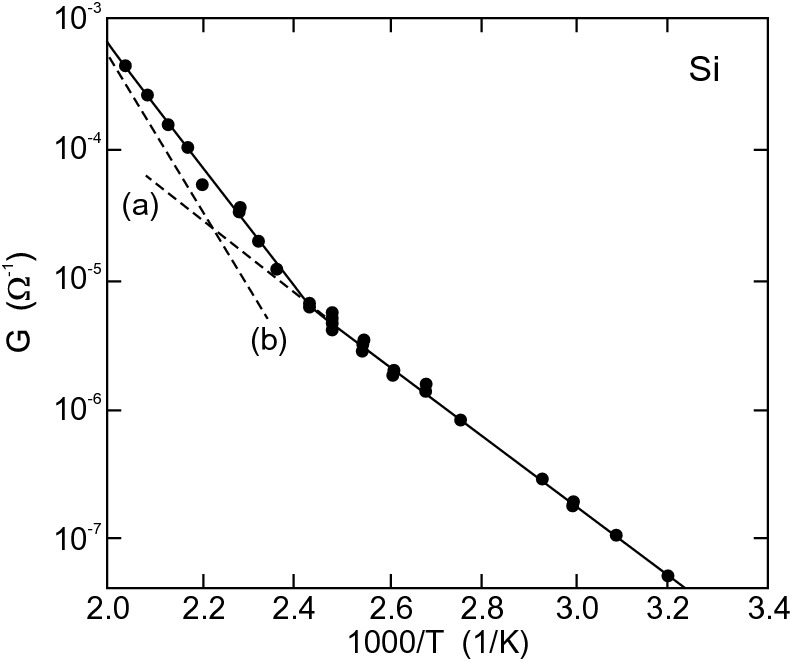 10⁻³
Si
10⁻⁴
(a)
10⁻⁵
(b)
G (Ω⁻¹)
10⁻⁶
10⁻⁷
2.0 2.2 2.4 2.6 2.8 3.0 3.2 3.4
1000/T (1/K)